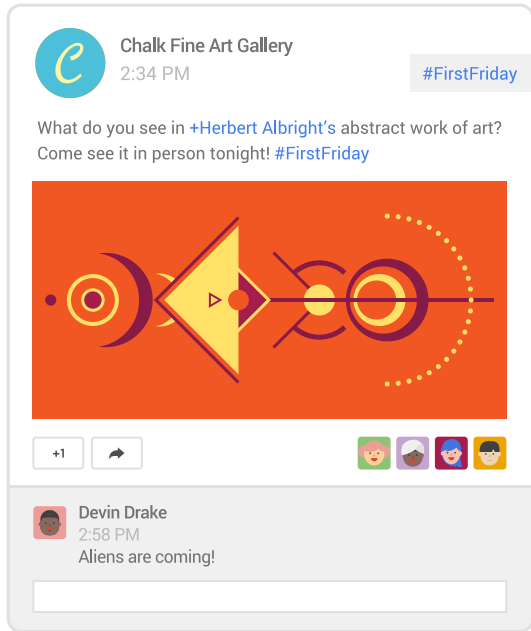 C
Chalk Fine Art Gallery
2:34 PM
#FirstFriday
What do you see in +Herbert Albright's abstract work of art?
Come see it in person tonight! #FirstFriday
+1
Devin Drake
2:58 PM
Aliens are coming!